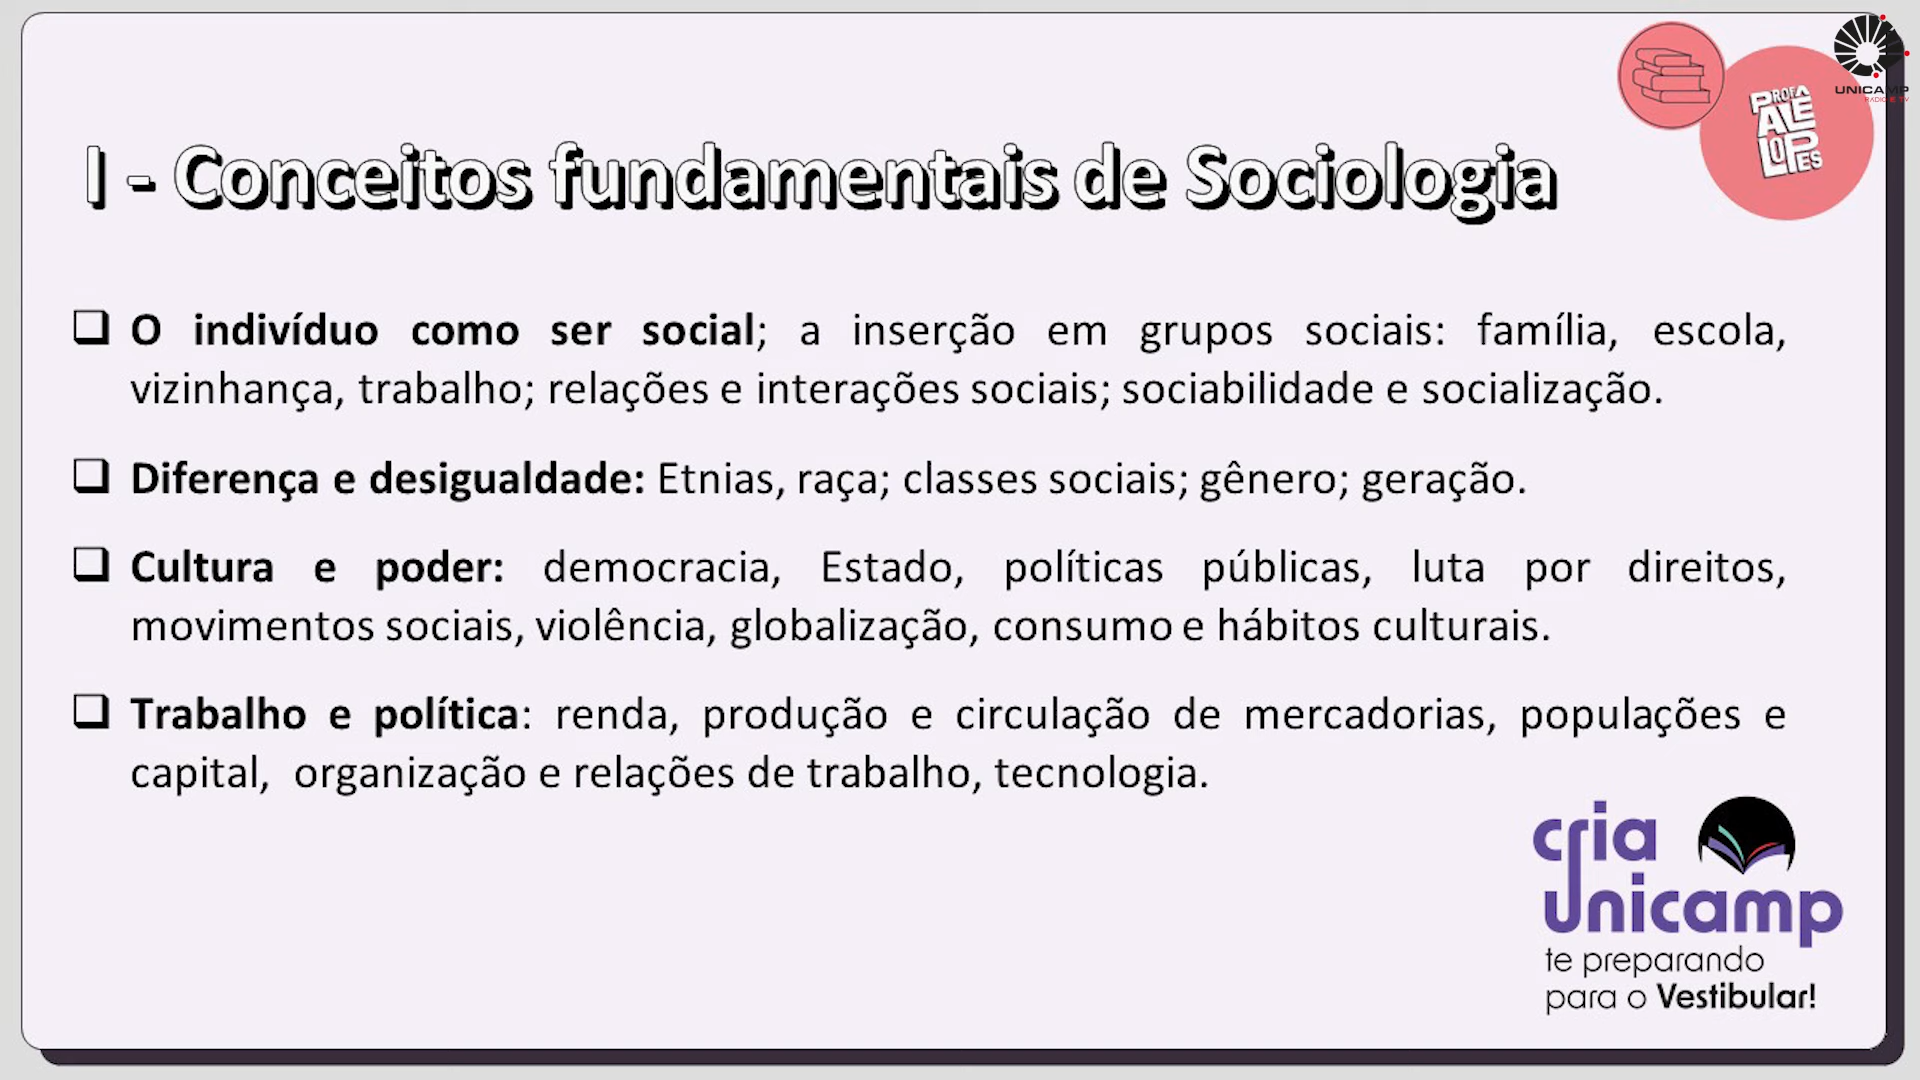 UNICAMP
RADIO E TV
PROFA
ALE
LOPES
I - Conceitos fundamentais de Sociologia
O indivíduo como ser social; a inserção em grupos sociais: família, escola,
vizinhança, trabalho; relações e interações sociais; sociabilidade e socialização.
Diferença e desigualdade: Etnias, raça; classes sociais; gênero; geração.
Cultura e poder: democracia, Estado, políticas públicas, luta por direitos,
movimentos sociais, violência, globalização, consumo e hábitos culturais.
Trabalho e política: renda, produção e circulação de mercadorias, populações e
capital, organização e relações de trabalho, tecnologia.
cria
unicamp
te preparando
para o Vestibular!